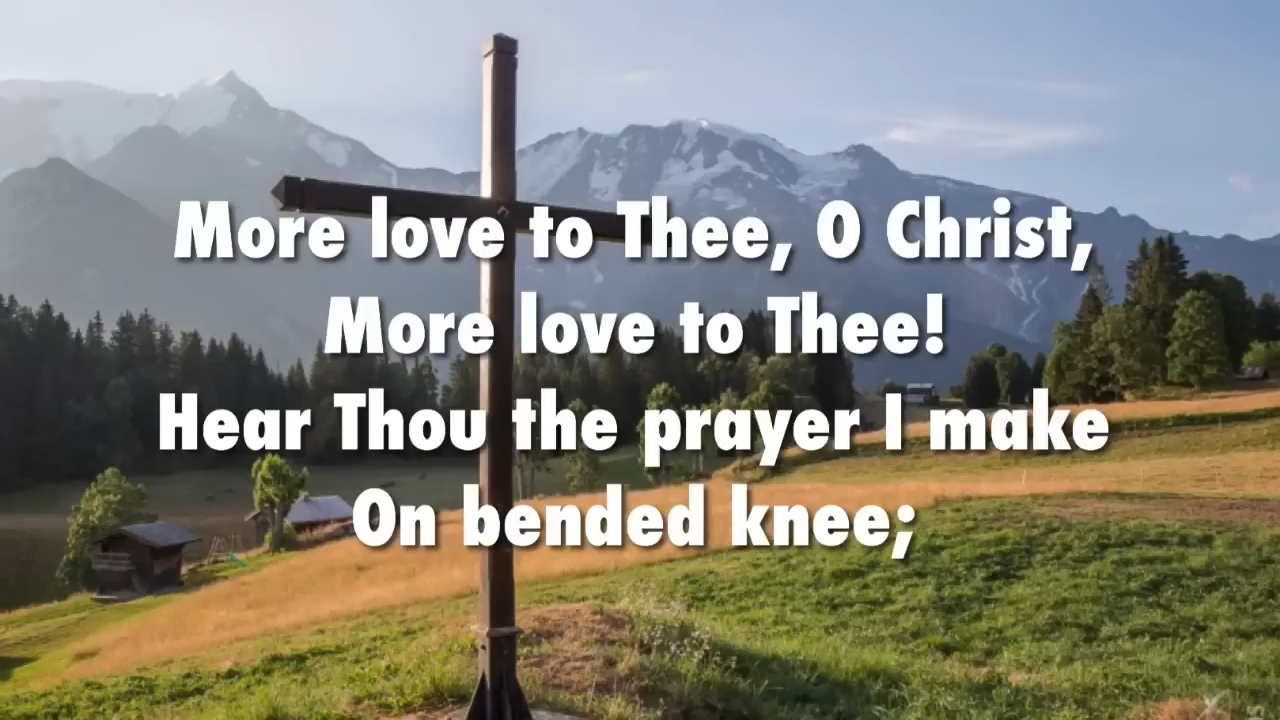 More love to Thee, O Christ,
More love to Thee!
Hear Thou the prayer I make
On bended knee;